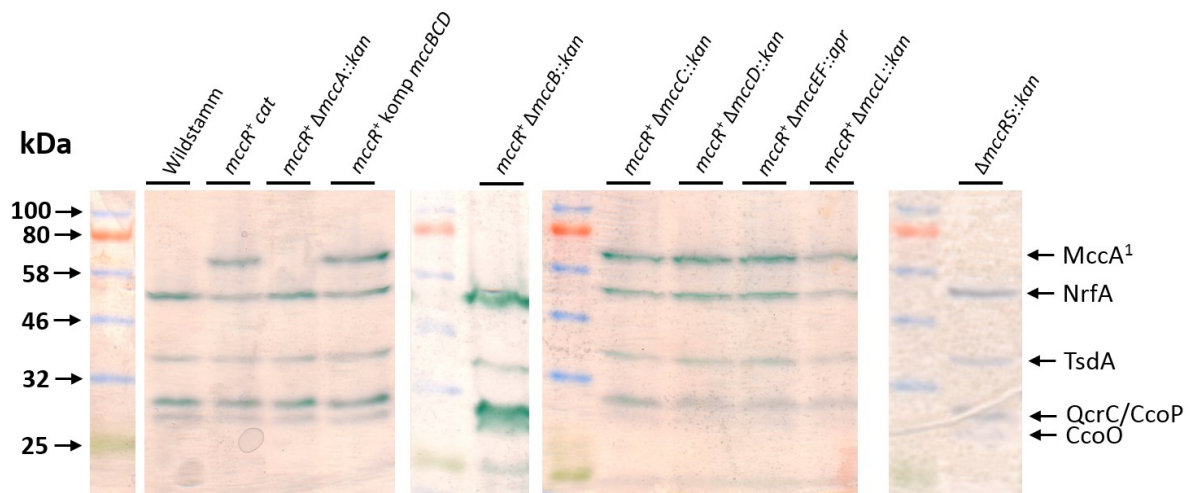 kDa
Wildstamm
mccR⁺ cat
mccR⁺ ΔmccA::kan
mccR⁺ komp mccBCD
mccR⁺ ΔmccB::kan
mccR⁺ ΔmccC::kan
mccR⁺ ΔmccD::kan
mccR⁺ ΔmccEF::apr
mccR⁺ ΔmccL::kan
ΔmccRS::kan
100
80
58
46
32
25
MccA¹
NrfA
TsdA
QcrC/CcoP
CcoO